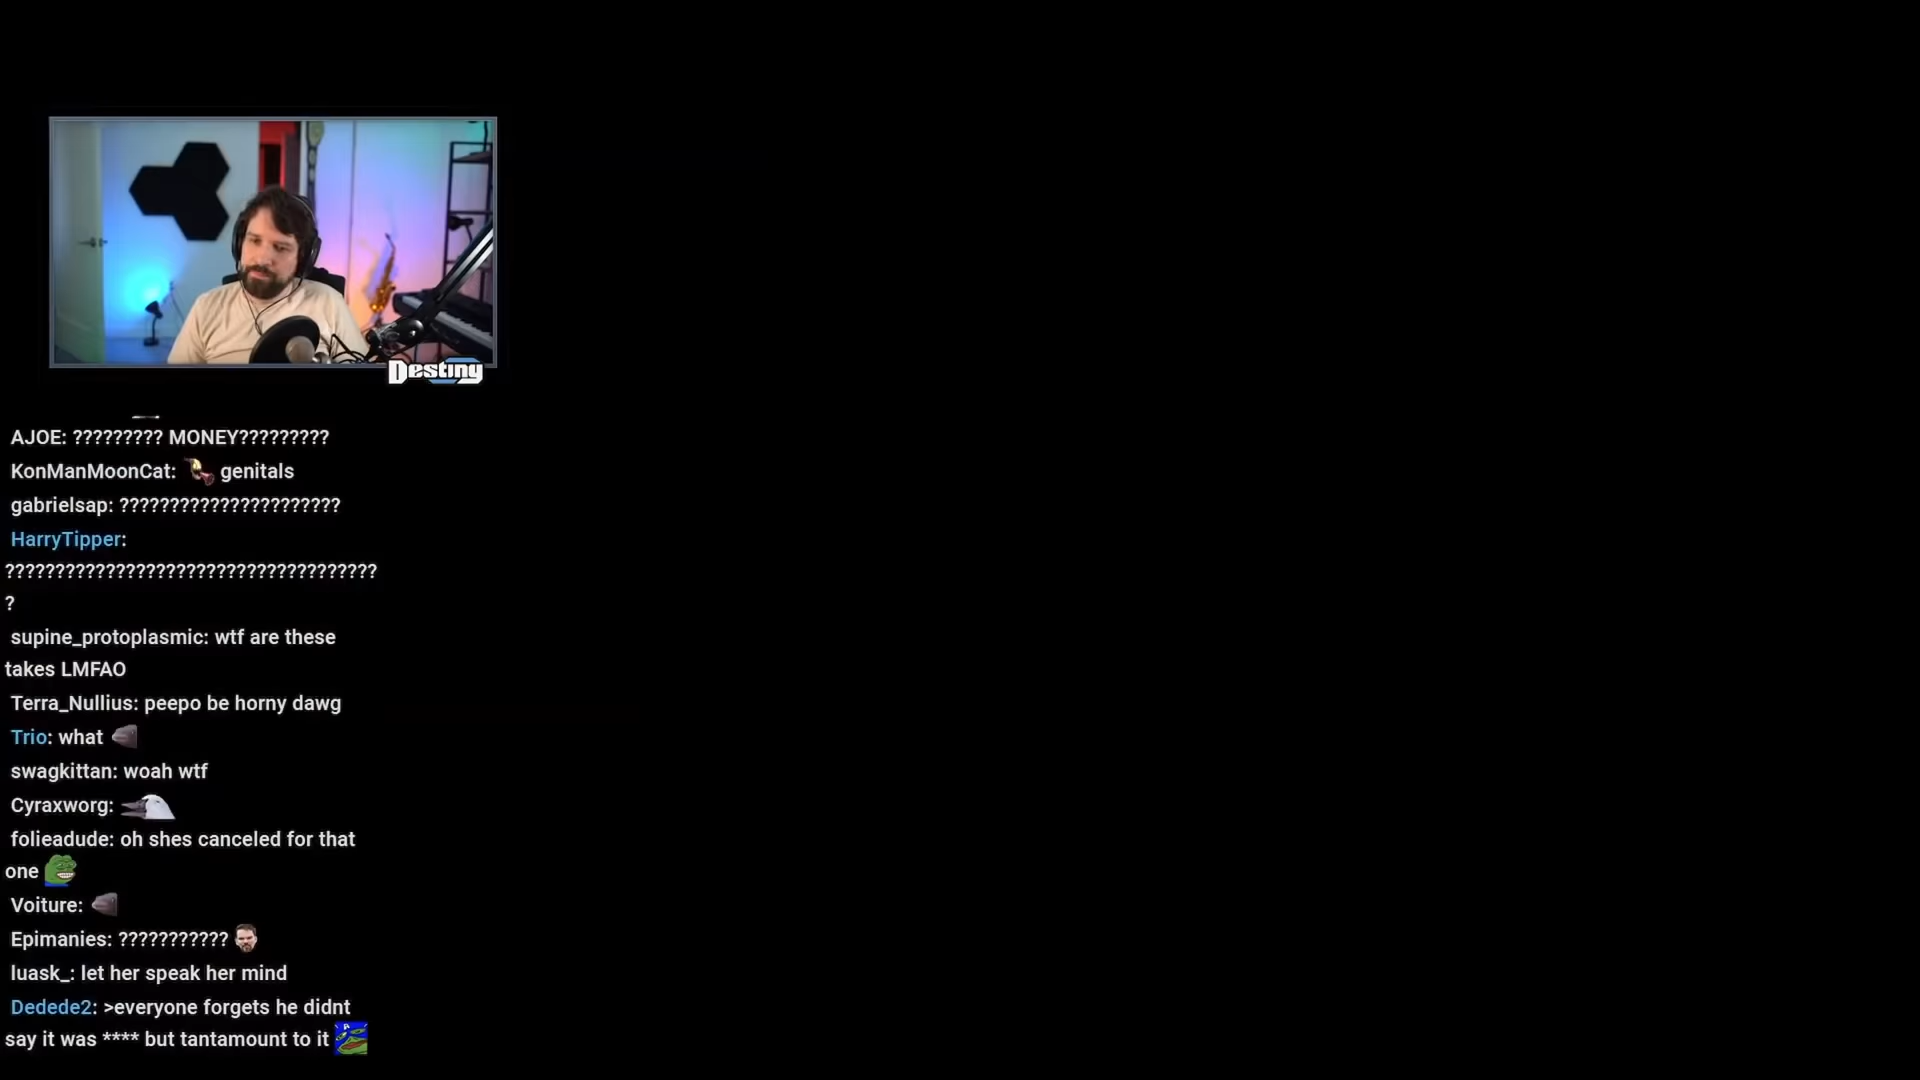 Destiny
AJOE: ????????? MONEY?????????
KonManMoonCat: genitals
gabrielsap: ??????????????????????
HarryTipper:
?????????????????????????????????????
?
supine_protoplasmic: wtf are these
takes LMFAO
Terra_Nullius: peepo be horny dawg
Trio: what
swagkittan: woah wtf
Cyraxworg:
folieadude: oh shes canceled for that
one
Voiture:
Epimanies: ???????????
luask_: let her speak her mind
Dedede2: >everyone forgets he didnt
say it was **** but tantamount to it